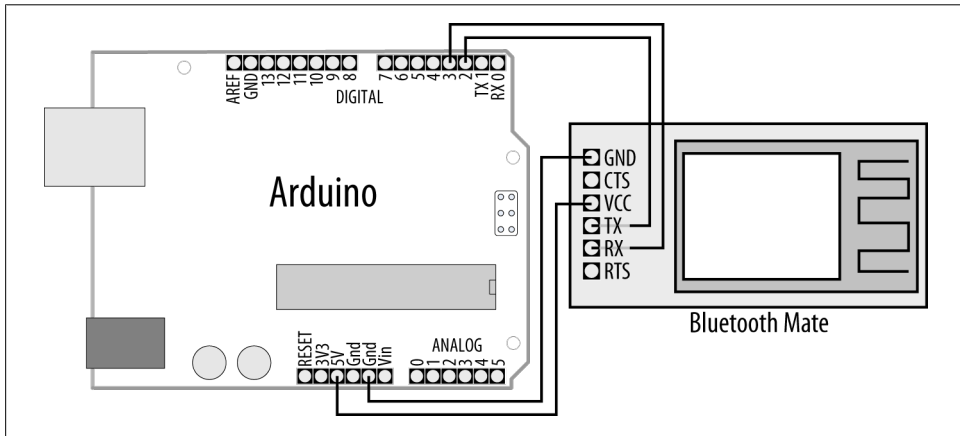 AREF
GND
13
12
11
10
9
8
7
6
5
4
3
2
TX 1
RX 0
DIGITAL
GND
CTS
VCC
TX
RX
RTS
Arduino
Bluetooth Mate
RESET
3V3
5V
Gnd
Gnd
Vin
ANALOG
0
1
2
3
4
5